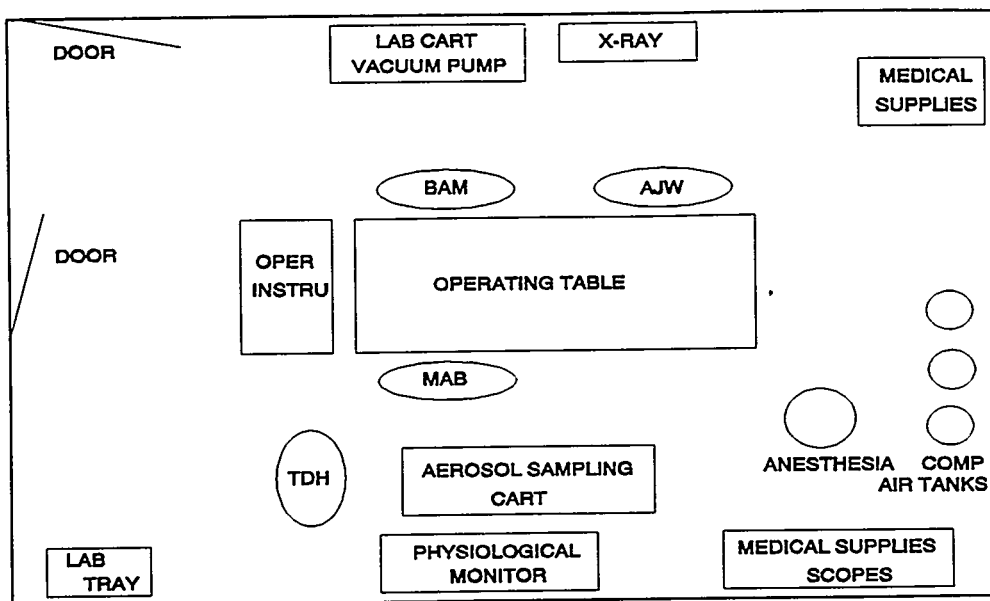 DOOR
LAB CART
VACUUM PUMP
X-RAY
MEDICAL
SUPPLIES
BAM
AJW
DOOR
OPER
INSTRU
OPERATING TABLE
MAB
TDH
AEROSOL SAMPLING
CART
ANESTHESIA
COMP
AIR TANKS
LAB
TRAY
PHYSIOLOGICAL
MONITOR
MEDICAL SUPPLIES
SCOPES